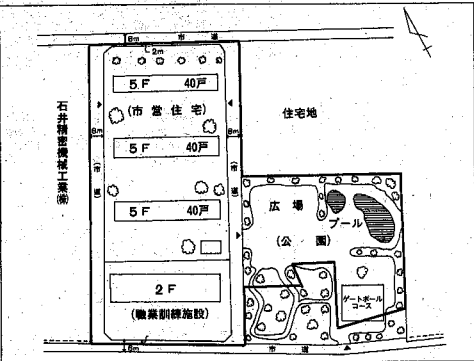 6m 市道
2m
5F 40戸
(市営住宅)
石井精密機械工業㈱
住宅地
6m
(市道)
5F 40戸
6m
(市道)
広場
プール
(公園)
5F 40戸
2F
(職業訓練施設)
ゲートボール
コース
6m
市道